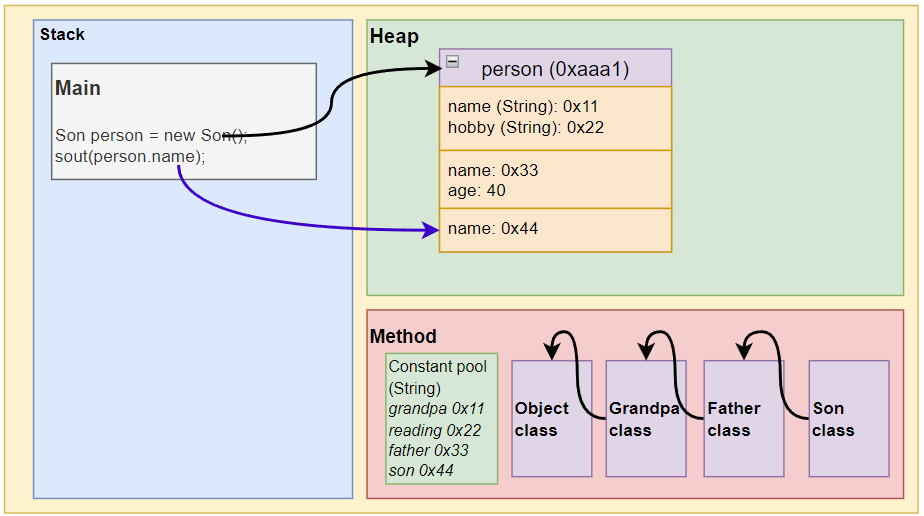 Stack
Main
Son person = new Son();
sout(person.name);
Heap
person (0xaaa1)
name (String): 0x11
hobby (String): 0x22
name: 0x33
age: 40
name: 0x44
Method
Constant pool
(String)
grandpa 0x11
reading 0x22
father 0x33
son 0x44
Object
class
Grandpa
class
Father
class
Son
class